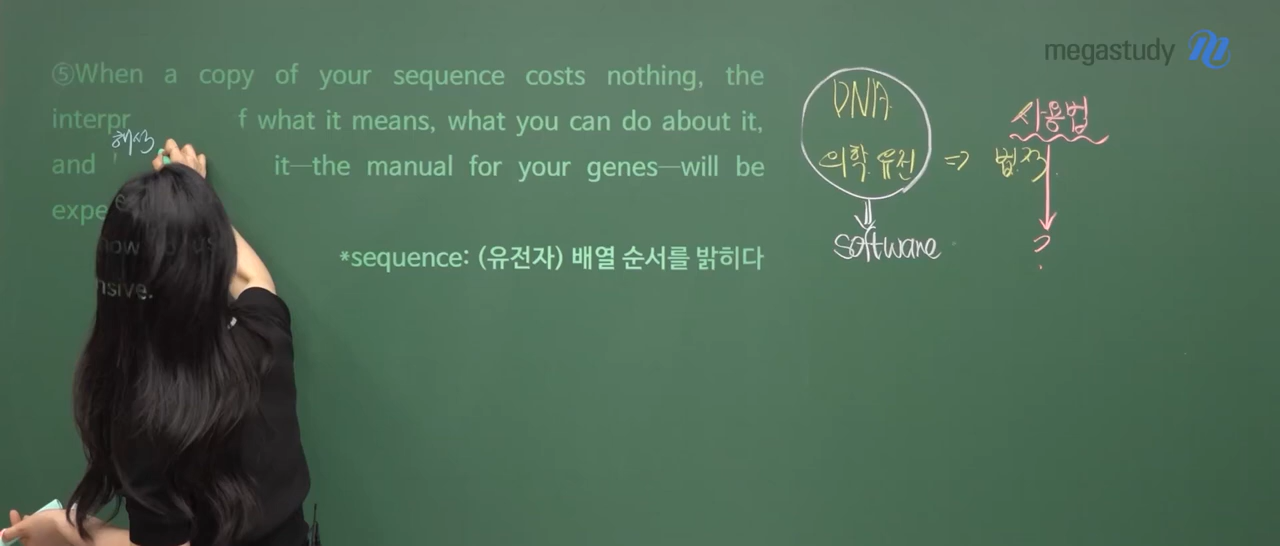 megastudy
⑤When a copy of your sequence costs nothing, the
interpr f what it means, what you can do about it,
and it—the manual for your genes—will be
expe
how
nsive.
*sequence: (유전자) 배열 순서를 밝히다
해석
DNA
의학 유전 => 법적
software
사용법
?